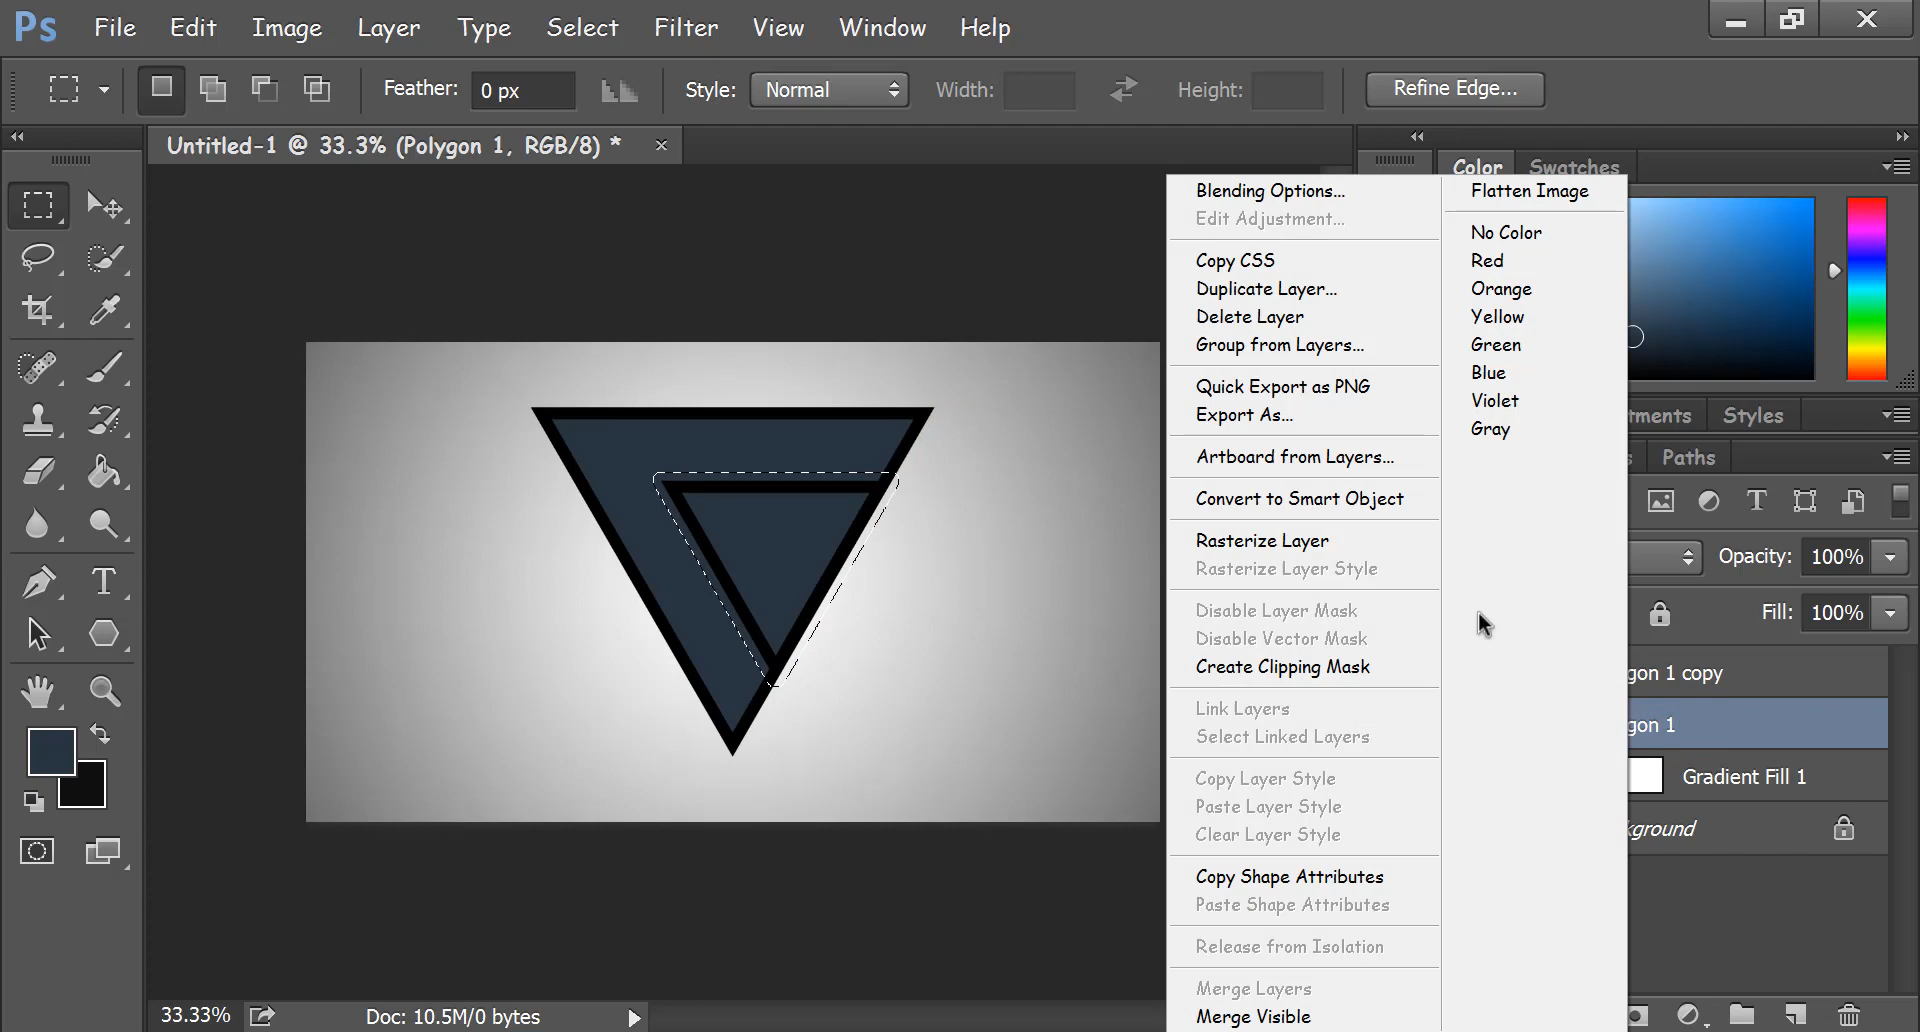 Ps File Edit Image Layer Type Select Filter View Window Help
Feather: 0 px Style: Normal Width: Height: Refine Edge...
Untitled-1 @ 33.3% (Polygon 1, RGB/8) *
Color Swatches
Blending Options...
Edit Adjustment...
Copy CSS
Duplicate Layer...
Delete Layer
Group from Layers...
Quick Export as PNG
Export As...
Artboard from Layers...
Convert to Smart Object
Rasterize Layer
Rasterize Layer Style
Disable Layer Mask
Disable Vector Mask
Create Clipping Mask
Link Layers
Select Linked Layers
Copy Layer Style
Paste Layer Style
Clear Layer Style
Copy Shape Attributes
Paste Shape Attributes
Release from Isolation
Merge Layers
Merge Visible
Flatten Image
No Color
Red
Orange
Yellow
Green
Blue
Violet
Gray
tments Styles
s Paths
Opacity: 100%
Fill: 100%
gon 1 copy
gon 1
Gradient Fill 1
kground
33.33% Doc: 10.5M/0 bytes